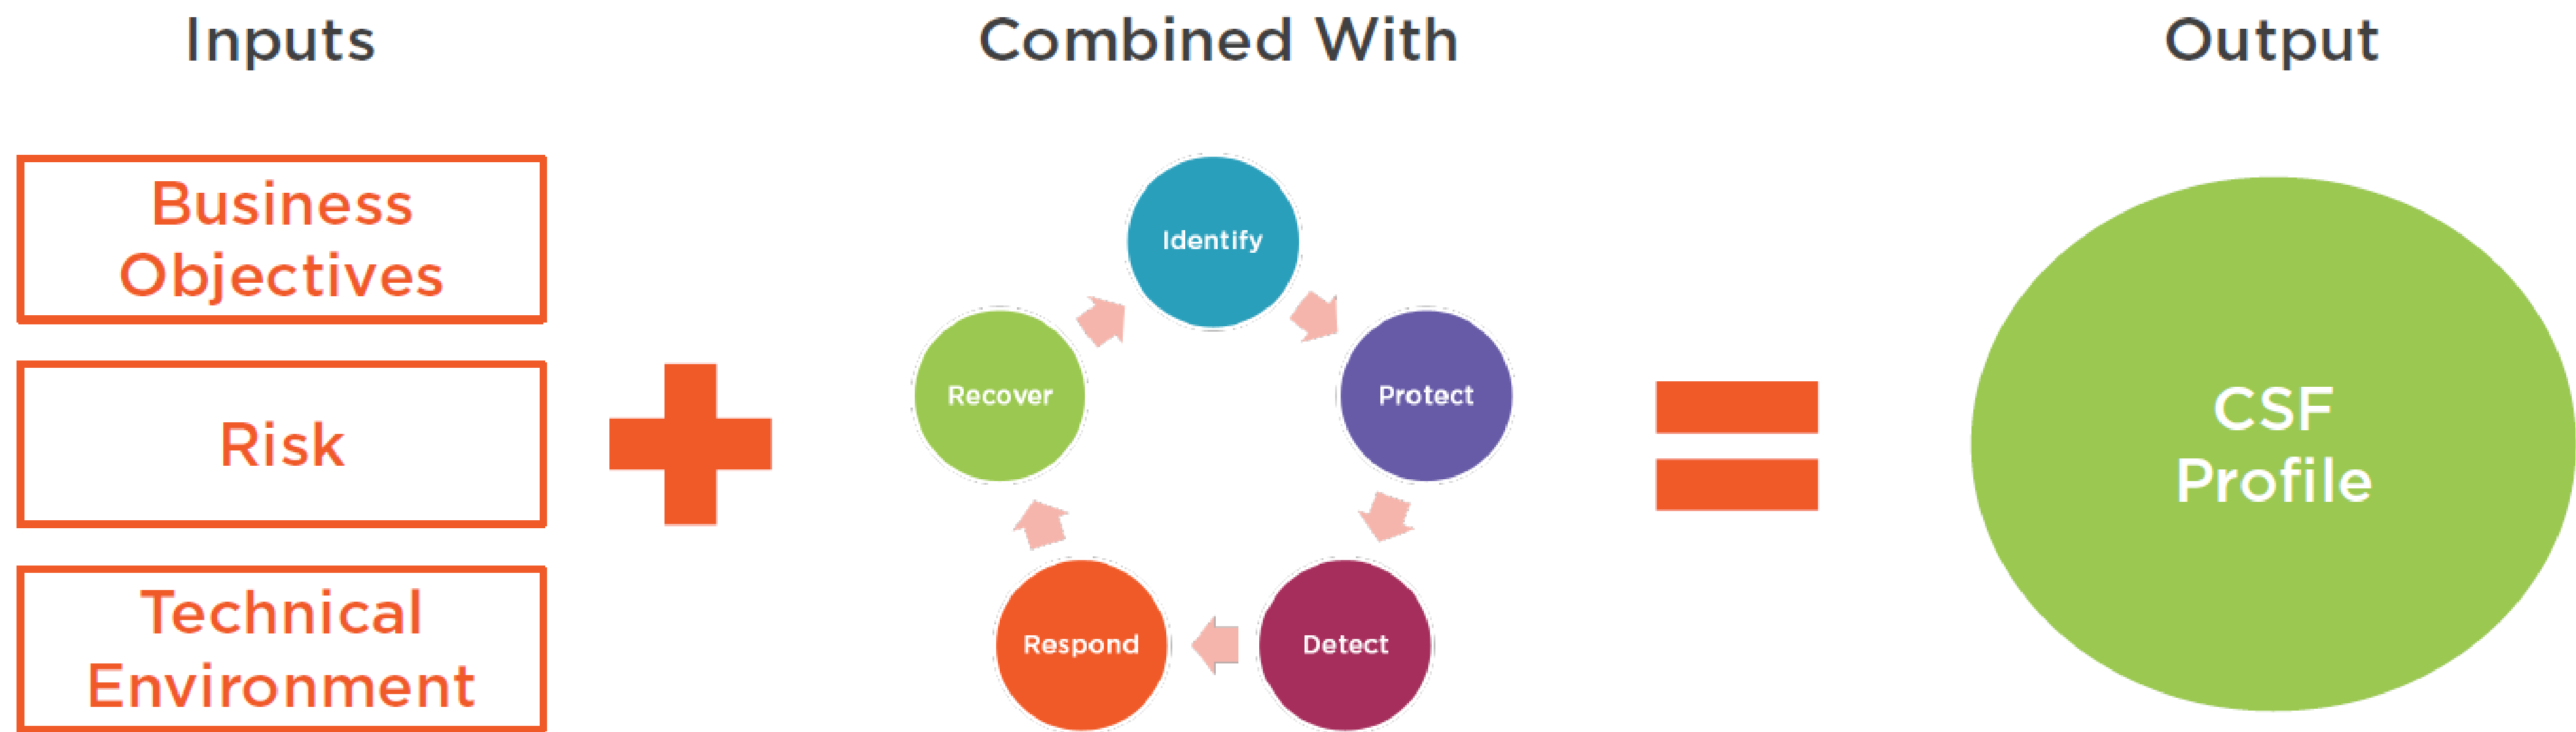 Inputs
Combined With
Output
Business
Objectives
Risk
Technical
Environment
Identify
Protect
Detect
Respond
Recover
CSF
Profile